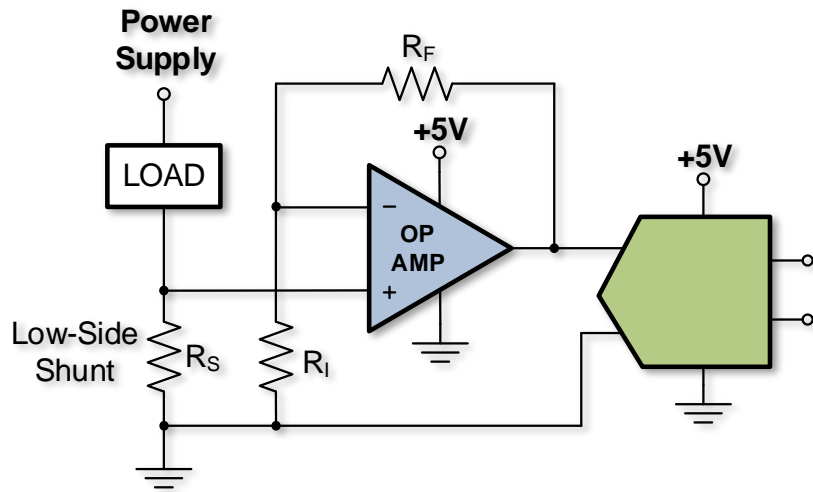 Power
Supply
LOAD
Low-Side
Shunt
R_S
R_I
R_F
+5V
−
OP
AMP
+
+5V